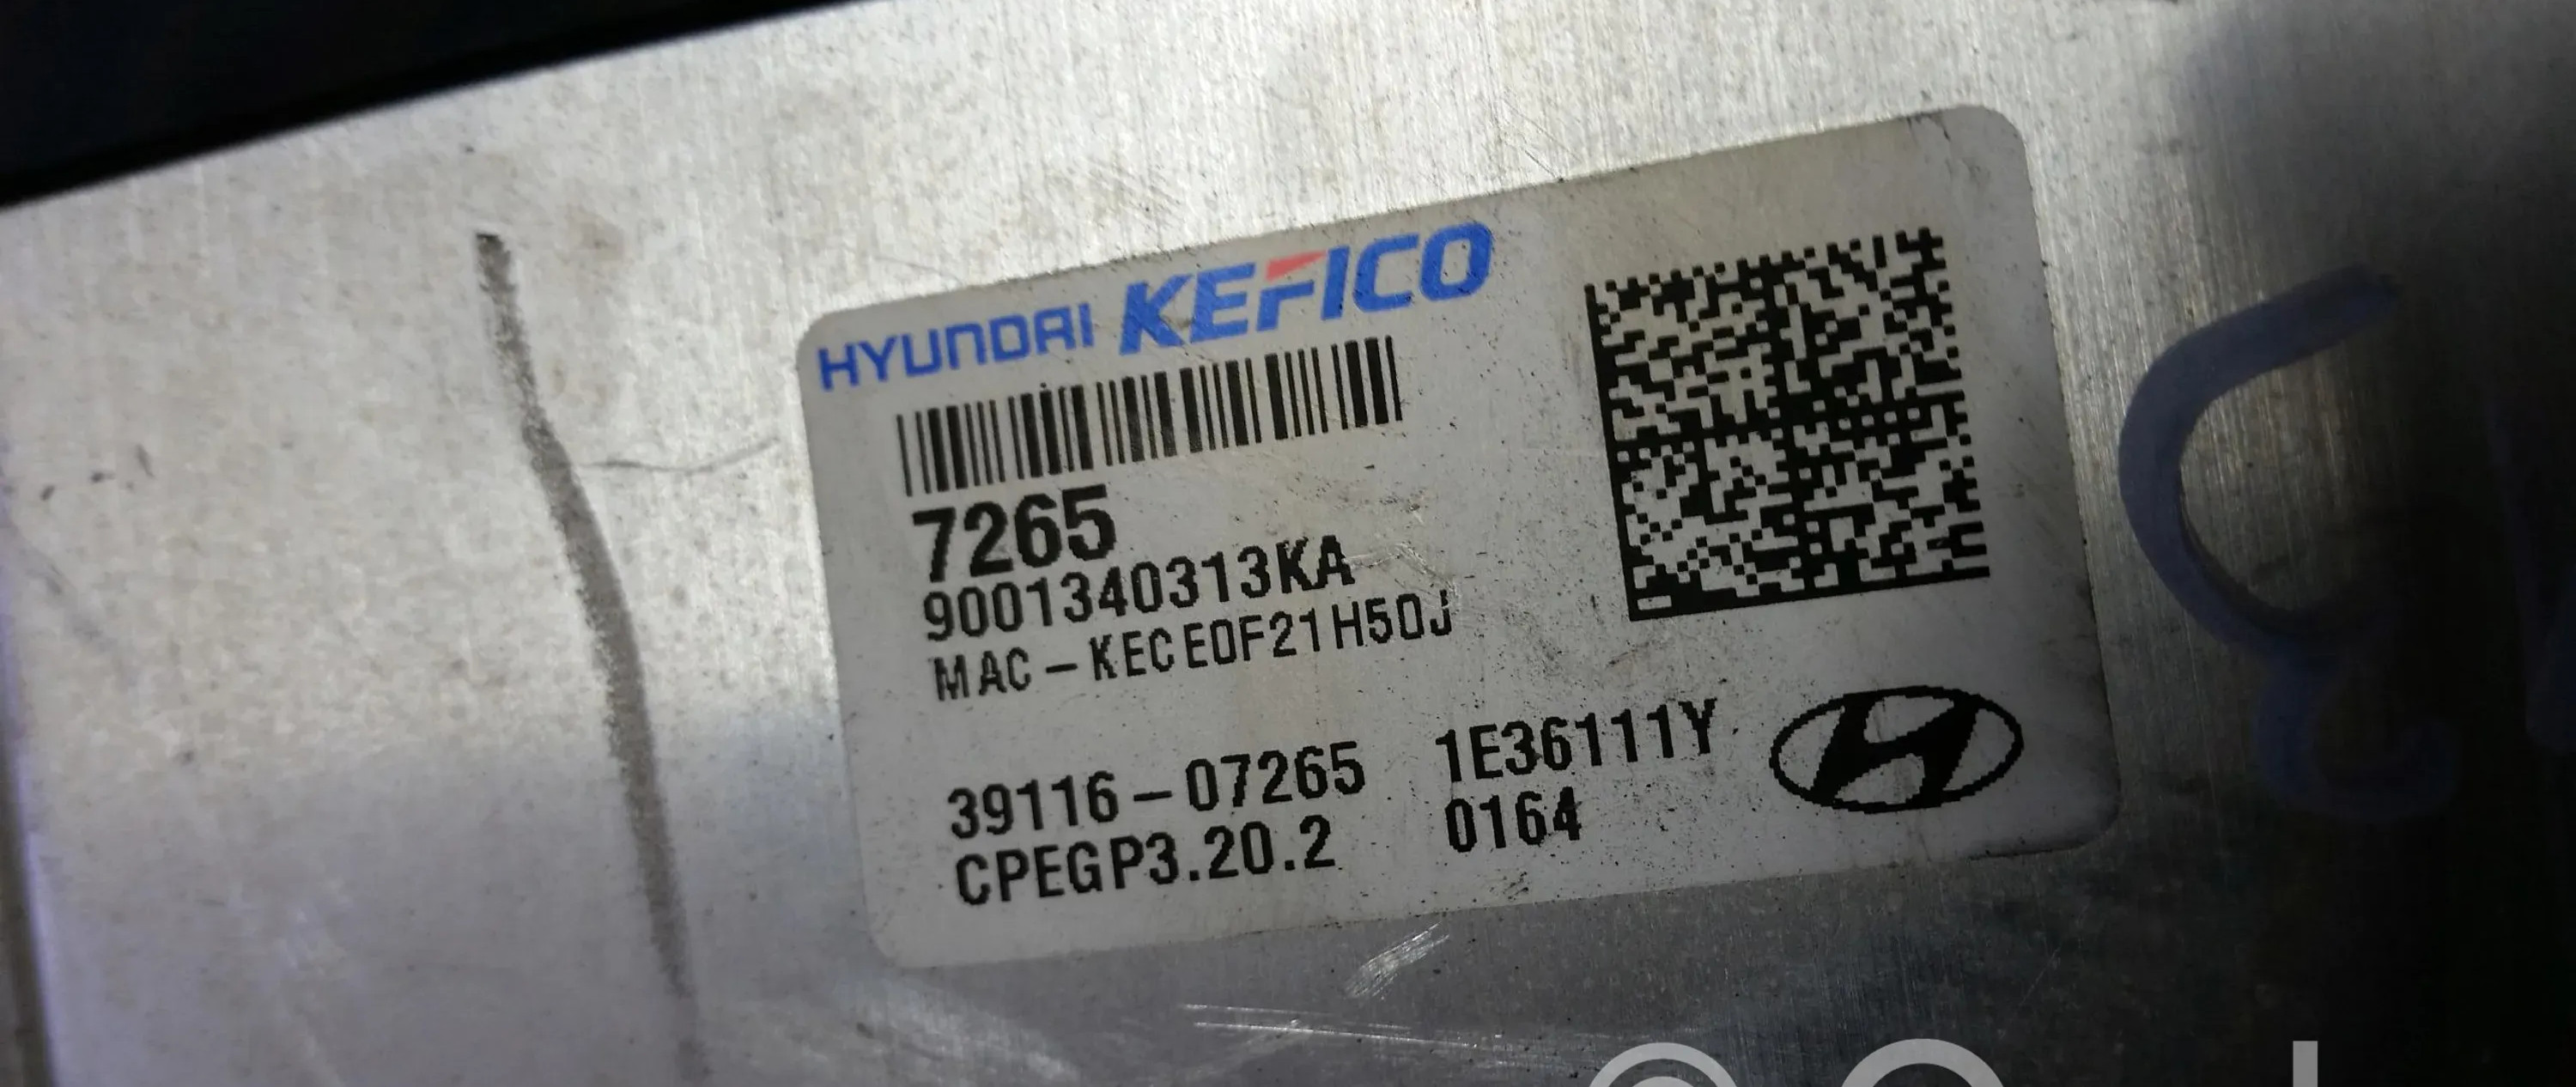 HYUNDAI KEFICO
7265
9001340313KA
MAC-KECE0F21H50J
39116-07265 1E36111Y
CPEGP3.20.2 0164